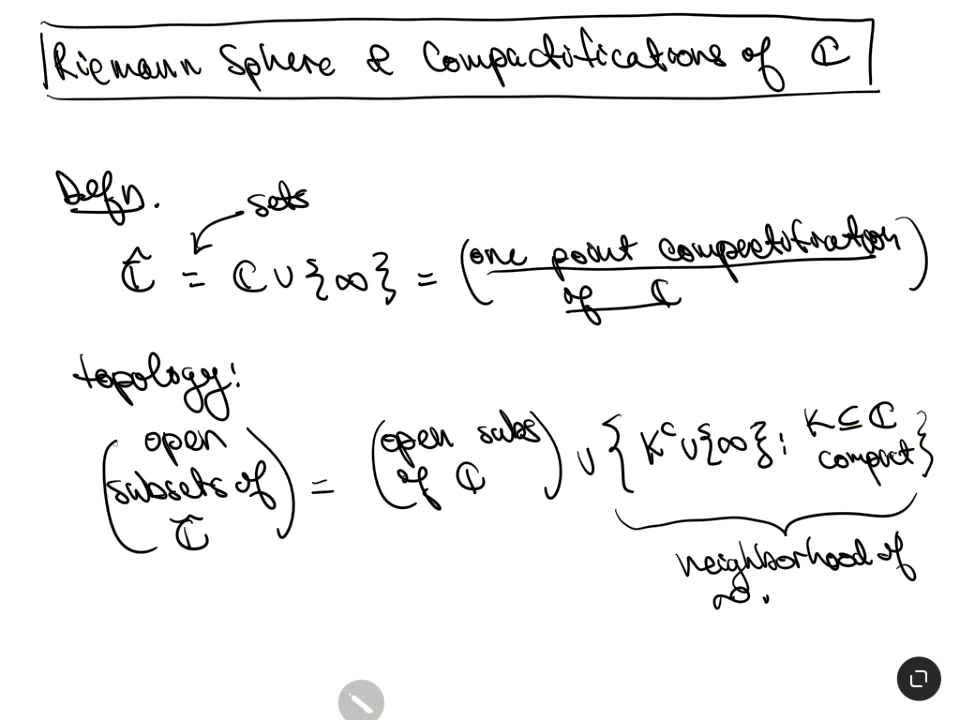 Riemann Sphere & Compactifications of ℂ
Defn.
sets
ℂ̂ = ℂ ∪ {∞} = (one point compactification
of ℂ)
topology:
(open subsets of ℂ̂) = (open subs of ℂ) ∪ {K^c ∪ {∞} : K ⊆ ℂ compact}
neighborhood of
∞.